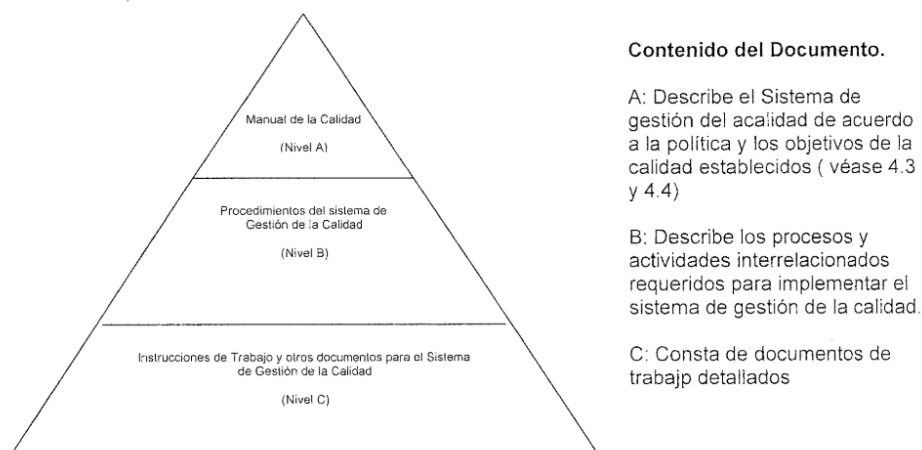 Manual de la Calidad
(Nivel A)
Procedimientos del sistema de
Gestión de la Calidad
(Nivel B)
Instrucciones de Trabajo y otros documentos para el Sistema
de Gestión de la Calidad
(Nivel C)
Contenido del Documento.
A: Describe el Sistema de
gestión del acalidad de acuerdo
a la política y los objetivos de la
calidad establecidos ( véase 4.3
y 4.4)
B: Describe los procesos y
actividades interrelacionados
requeridos para implementar el
sistema de gestión de la calidad.
C: Consta de documentos de
trabajp detallados